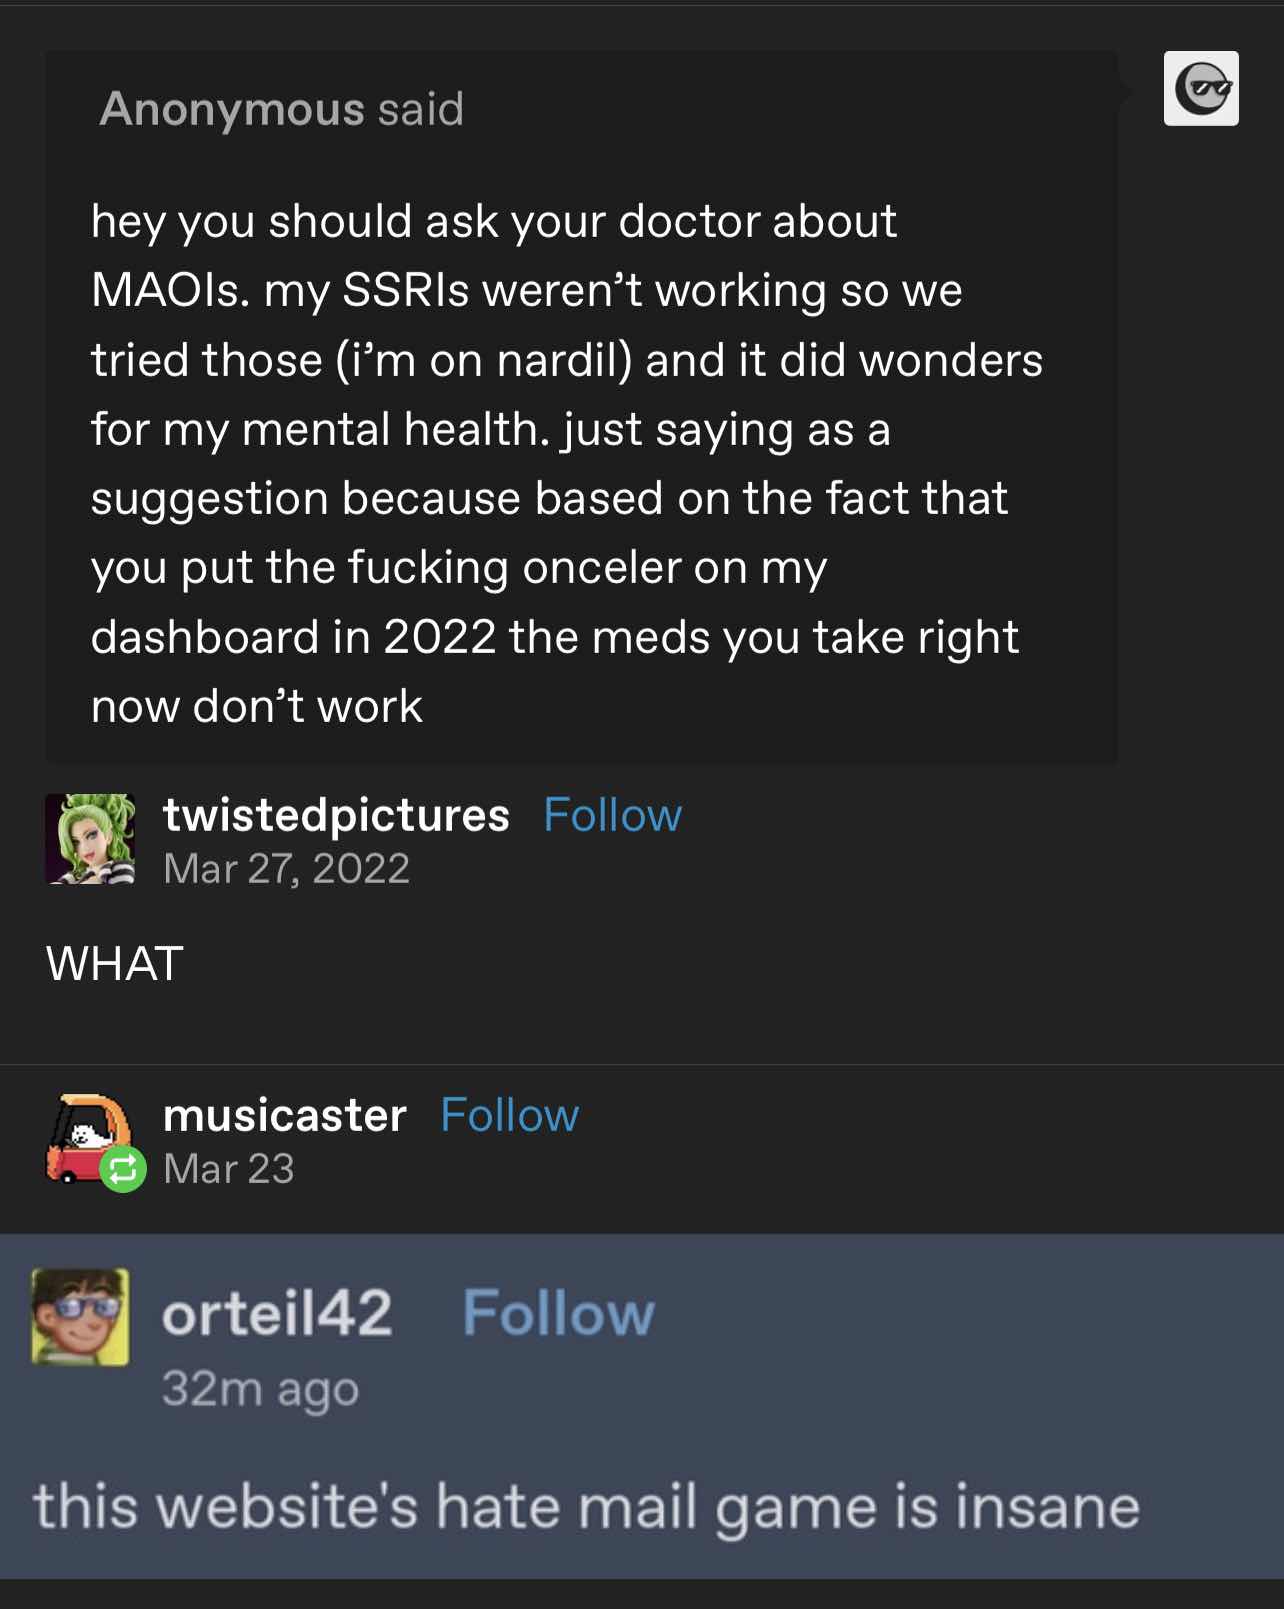 Anonymous said
hey you should ask your doctor about
MAOIs. my SSRIs weren’t working so we
tried those (i’m on nardil) and it did wonders
for my mental health. just saying as a
suggestion because based on the fact that
you put the fucking onceler on my
dashboard in 2022 the meds you take right
now don’t work
twistedpictures Follow
Mar 27, 2022
WHAT
musicaster Follow
Mar 23
orteil42 Follow
32m ago
this website's hate mail game is insane